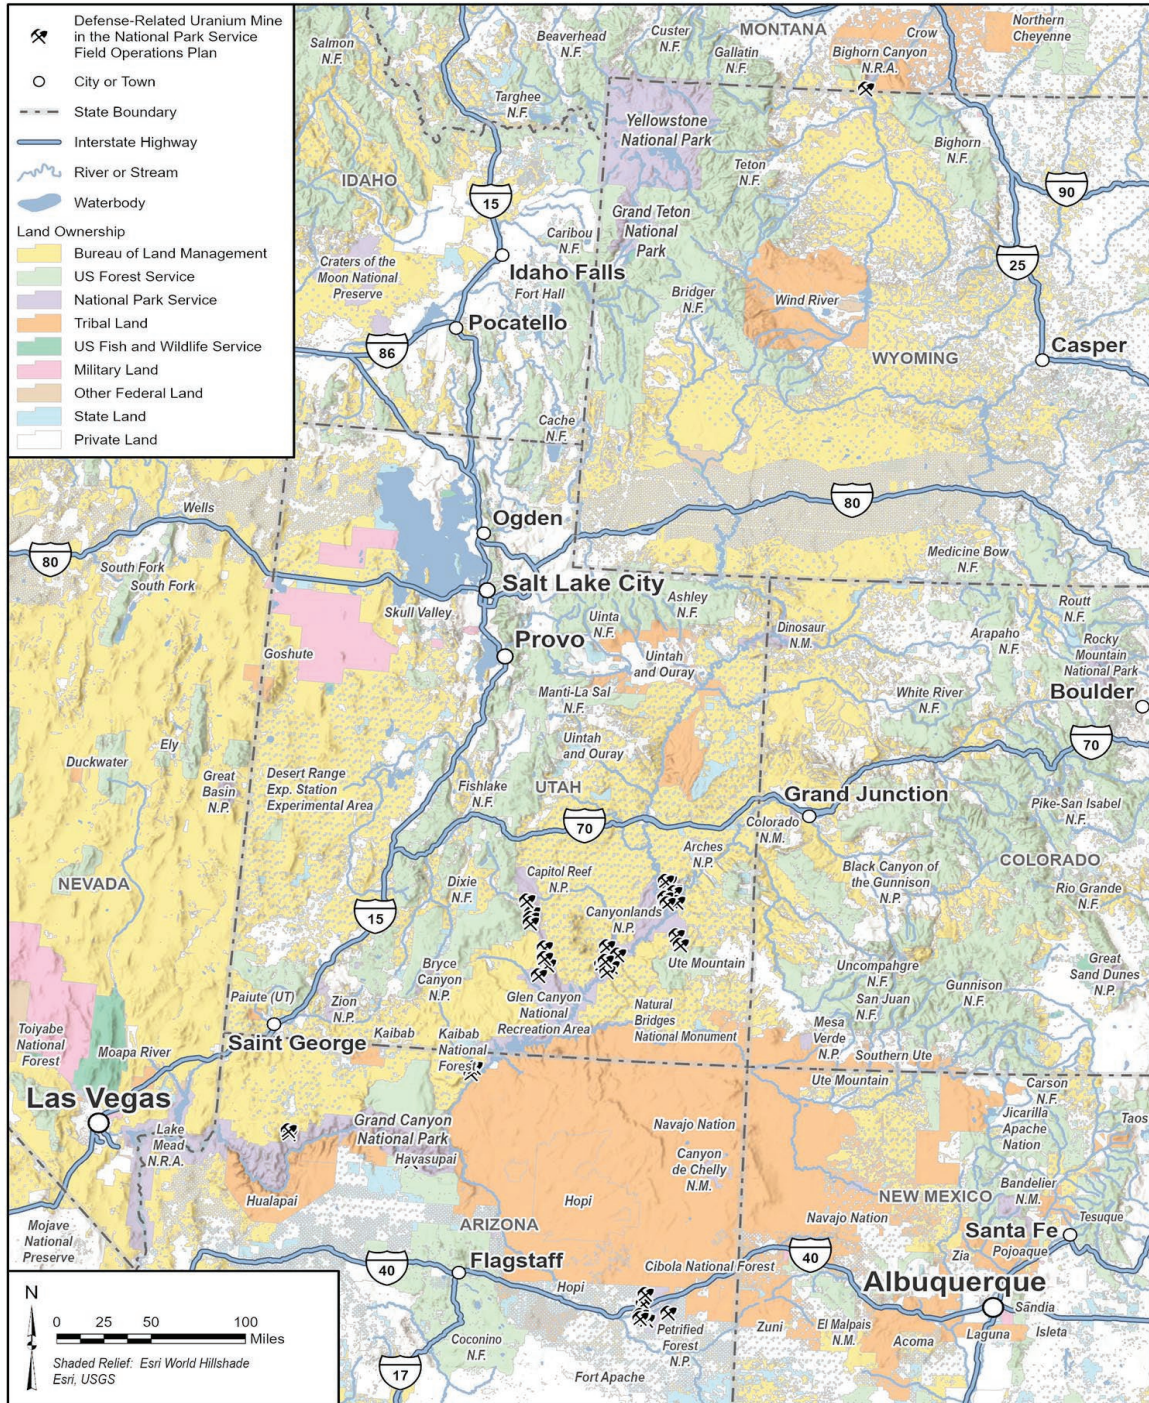 Defense-Related Uranium Mine
in the National Park Service
Field Operations Plan
City or Town
State Boundary
Interstate Highway
River or Stream
Waterbody
Land Ownership
Bureau of Land Management
US Forest Service
National Park Service
Tribal Land
US Fish and Wildlife Service
Military Land
Other Federal Land
State Land
Private Land
Salmon
N.F.
Beaverhead
N.F.
Custer
N.F.
Gallatin
N.F.
MONTANA
Bighorn Canyon
N.R.A.
Crow
Northern
Cheyenne
Targhee
N.F.
Yellowstone
National Park
Teton
N.F.
Bighorn
N.F.
90
IDAHO
15
Grand Teton
National
Park
Caribou
N.F.
Craters of the
Moon National
Preserve
Idaho Falls
Fort Hall
25
Bridger
N.F.
Wind River
Pocatello
86
WYOMING
Casper
Cache
N.F.
80
Wells
Ogden
80
South Fork
South Fork
Medicine Bow
N.F.
Salt Lake City
Skull Valley
Uinta
N.F.
Ashley
N.F.
Dinosaur
N.M.
Routt
N.F.
Arapaho
N.F.
Rocky
Mountain
National Park
Provo
Goshute
Uintah
and Ouray
Manti-La Sal
N.F.
White River
N.F.
Boulder
Ely
Duckwater
Uintah
and Ouray
70
Great
Basin
N.P.
Desert Range
Exp. Station
Experimental Area
Fishlake
N.F.
UTAH
Grand Junction
70
Colorado
N.M.
Pike-San Isabel
N.F.
Arches
N.P.
NEVADA
Dixie
N.F.
Capitol Reef
N.P.
Black Canyon of
the Gunnison
N.P.
COLORADO
Rio Grande
N.F.
15
Canyonlands
N.P.
Bryce
Canyon
N.P.
Ute Mountain
Uncompahgre
N.F.
San Juan
N.F.
Gunnison
N.F.
Great
Sand Dunes
N.P.
Paiute (UT)
Zion
N.P.
Glen Canyon
National
Recreation Area
Natural
Bridges
National Monument
Toiyabe
National
Forest
Saint George
Kaibab
Kaibab
National
Forest
Mesa
Verde
N.P.
Southern Ute
Moapa River
Ute Mountain
Carson
N.F.
Las Vegas
Jicarilla
Apache
Nation
Taos
Lake
Mead
N.R.A.
Grand Canyon
National Park
Havasupai
Navajo Nation
Canyon
de Chelly
N.M.
Bandelier
N.M.
Hualapai
Hopi
NEW MEXICO
Tesuque
Mojave
National
Preserve
ARIZONA
Navajo Nation
Santa Fe
Zia
Pojoaque
40
Flagstaff
Hopi
Cibola National Forest
40
Albuquerque
Sandia
Petrified
Forest
N.P.
Zuni
El Malpais
N.M.
Acoma
Laguna
Isleta
Coconino
N.F.
17
Fort Apache
N
0 25 50 100
Miles
Shaded Relief: Esri World Hillshade
Esri, USGS